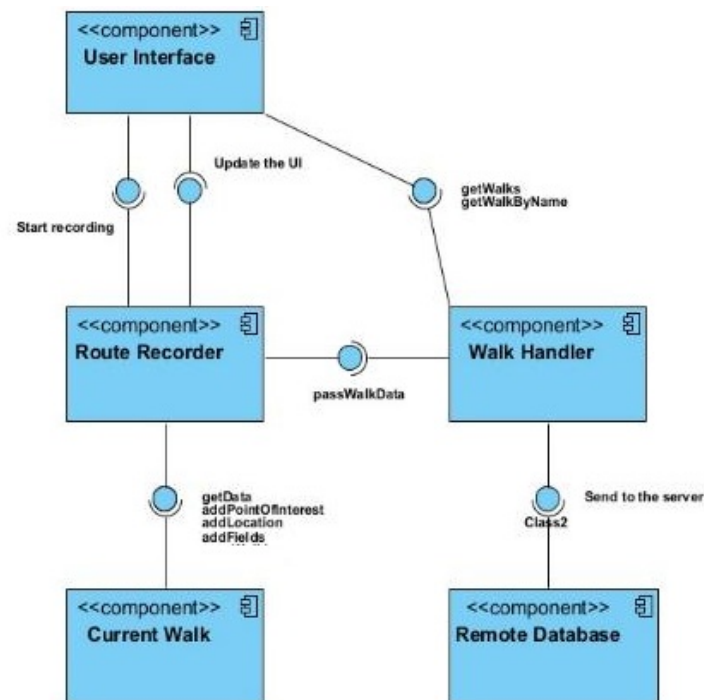 <<component>>
User Interface
Update the UI
getWalks
getWalkByName
Start recording
<<component>>
Route Recorder
<<component>>
Walk Handler
passWalkData
getData
addPointOfInterest
addLocation
addFields
Send to the server
Class2
<<component>>
Current Walk
<<component>>
Remote Database